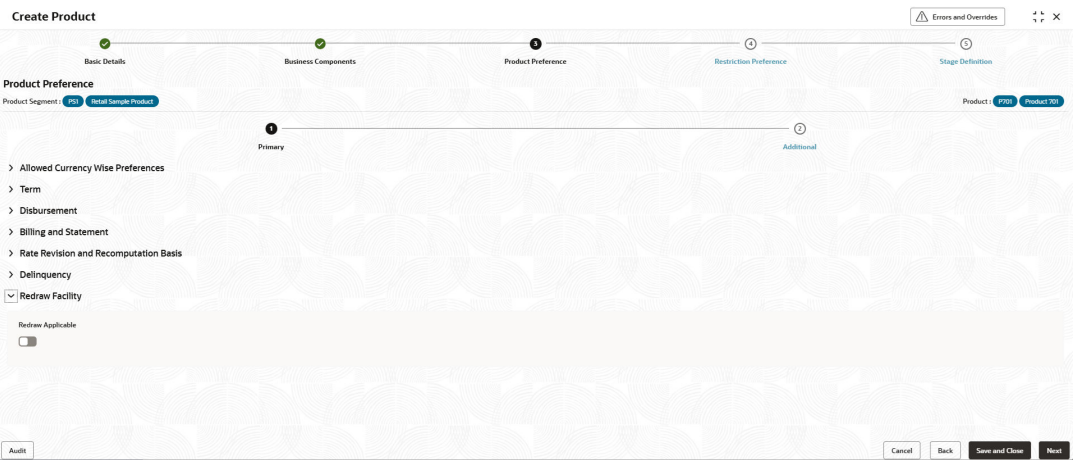 Create Product
Errors and Overrides
3
4
5
Basic Details
Business Components
Product Preference
Restriction Preference
Stage Definition
Product Preference
Product Segment : PS1 Retail Sample Product
Product : P701 Product 701
1
2
Primary
Additional
Allowed Currency Wise Preferences
Term
Disbursement
Billing and Statement
Rate Revision and Recomputation Basis
Delinquency
Redraw Facility
Redraw Applicable
Audit
Cancel
Back
Save and Close
Next